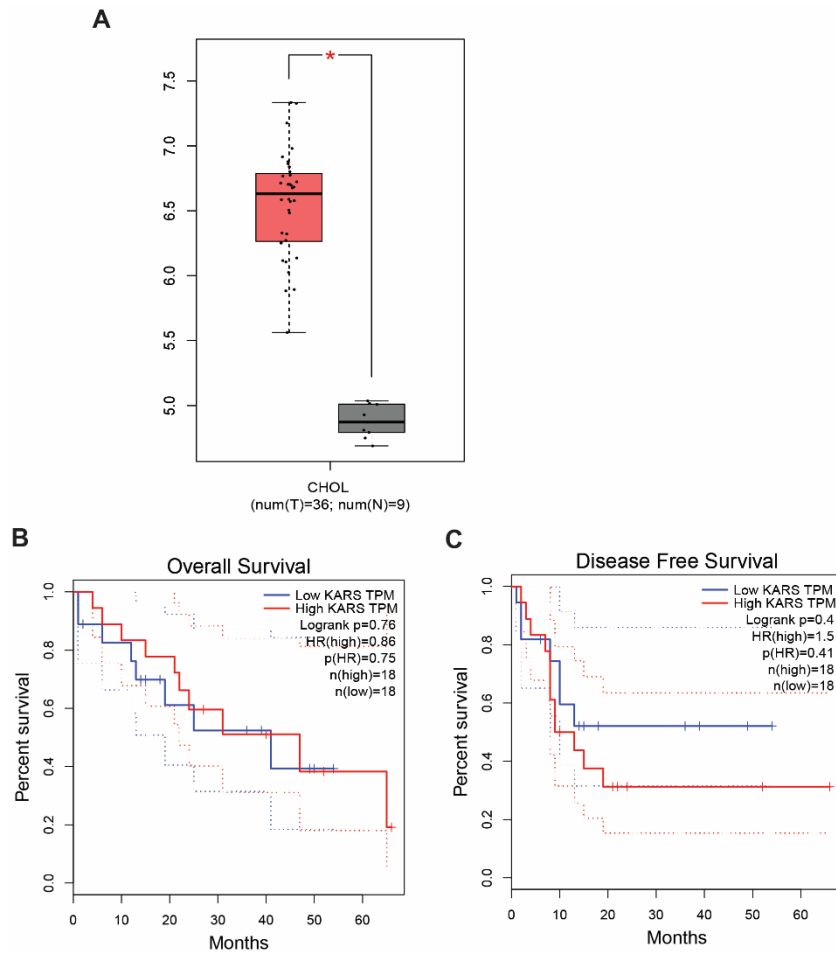 A
*
7.5
7.0
6.5
6.0
5.5
5.0
CHOL
(num(T)=36; num(N)=9)
B
Overall Survival
Low KARS TPM
High KARS TPM
Logrank p=0.76
HR(high)=0.86
p(HR)=0.75
n(high)=18
n(low)=18
Percent survival
1.0
0.8
0.6
0.4
0.2
0.0
0 10 20 30 40 50 60
Months
C
Disease Free Survival
Low KARS TPM
High KARS TPM
Logrank p=0.4
HR(high)=1.5
p(HR)=0.41
n(high)=18
n(low)=18
Percent survival
1.0
0.8
0.6
0.4
0.2
0.0
0 10 20 30 40 50 60
Months